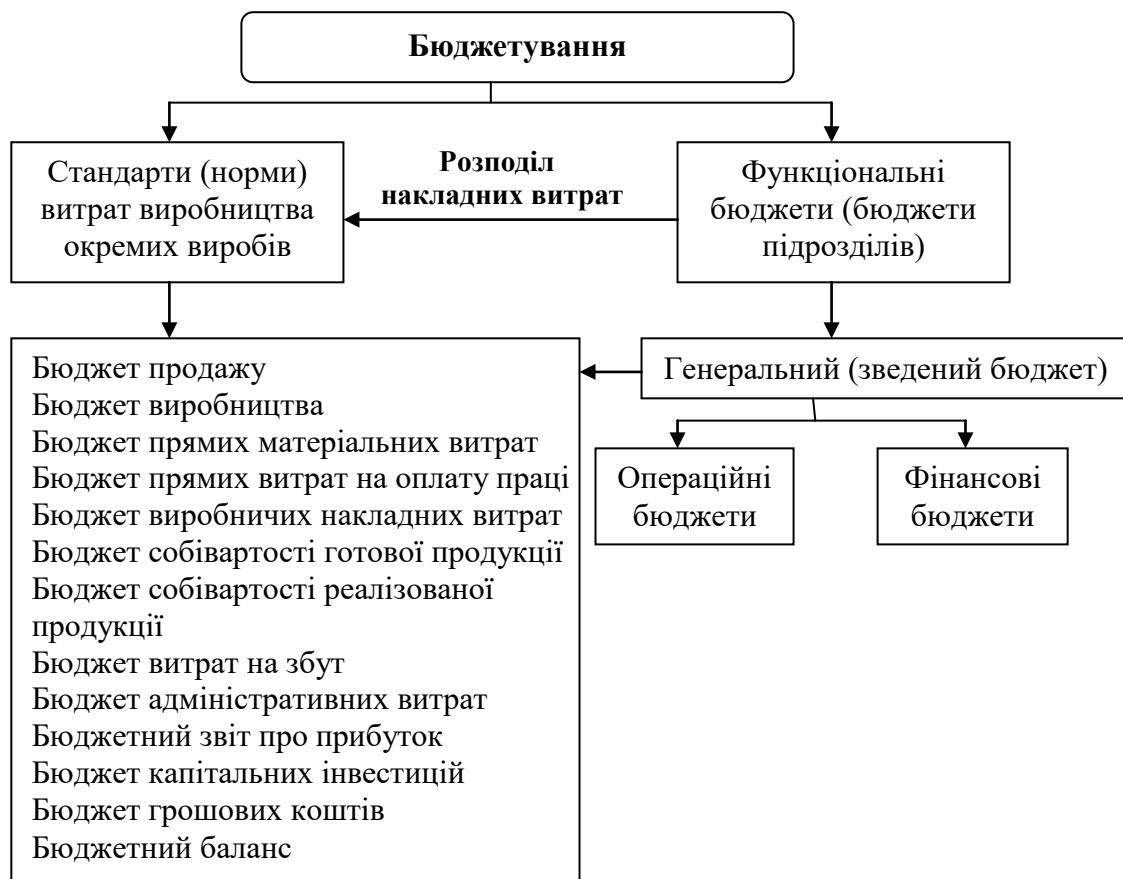 Бюджетування
Стандарти (норми)
витрат виробництва
окремих виробів
Розподіл
накладних витрат
Функціональні
бюджети (бюджети
підрозділів)
Бюджет продажу
Бюджет виробництва
Бюджет прямих матеріальних витрат
Бюджет прямих витрат на оплату праці
Бюджет виробничих накладних витрат
Бюджет собівартості готової продукції
Бюджет собівартості реалізованої
продукції
Бюджет витрат на збут
Бюджет адміністративних витрат
Бюджетний звіт про прибуток
Бюджет капітальних інвестицій
Бюджет грошових коштів
Бюджетний баланс
Генеральний (зведений бюджет)
Операційні
бюджети
Фінансові
бюджети